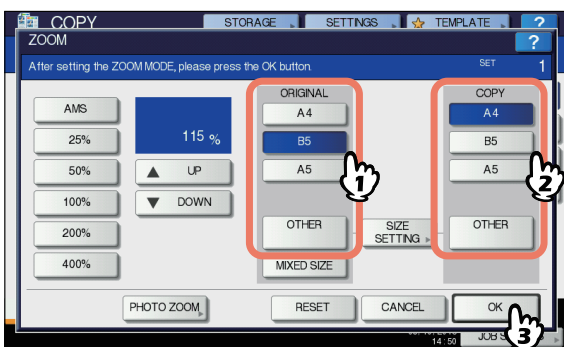 COPY STORAGE SETTINGS TEMPLATE ?
ZOOM ?
After setting the ZOOM MODE, please press the OK button. SET 1
ORIGINAL COPY
AMS A4 A4
25% 115 % B5 B5
50% UP A5 A5
1 2
100% DOWN
200% OTHER SIZE SETTING OTHER
400% MIXED SIZE
PHOTO ZOOM RESET CANCEL OK
3
14:50 JOB S